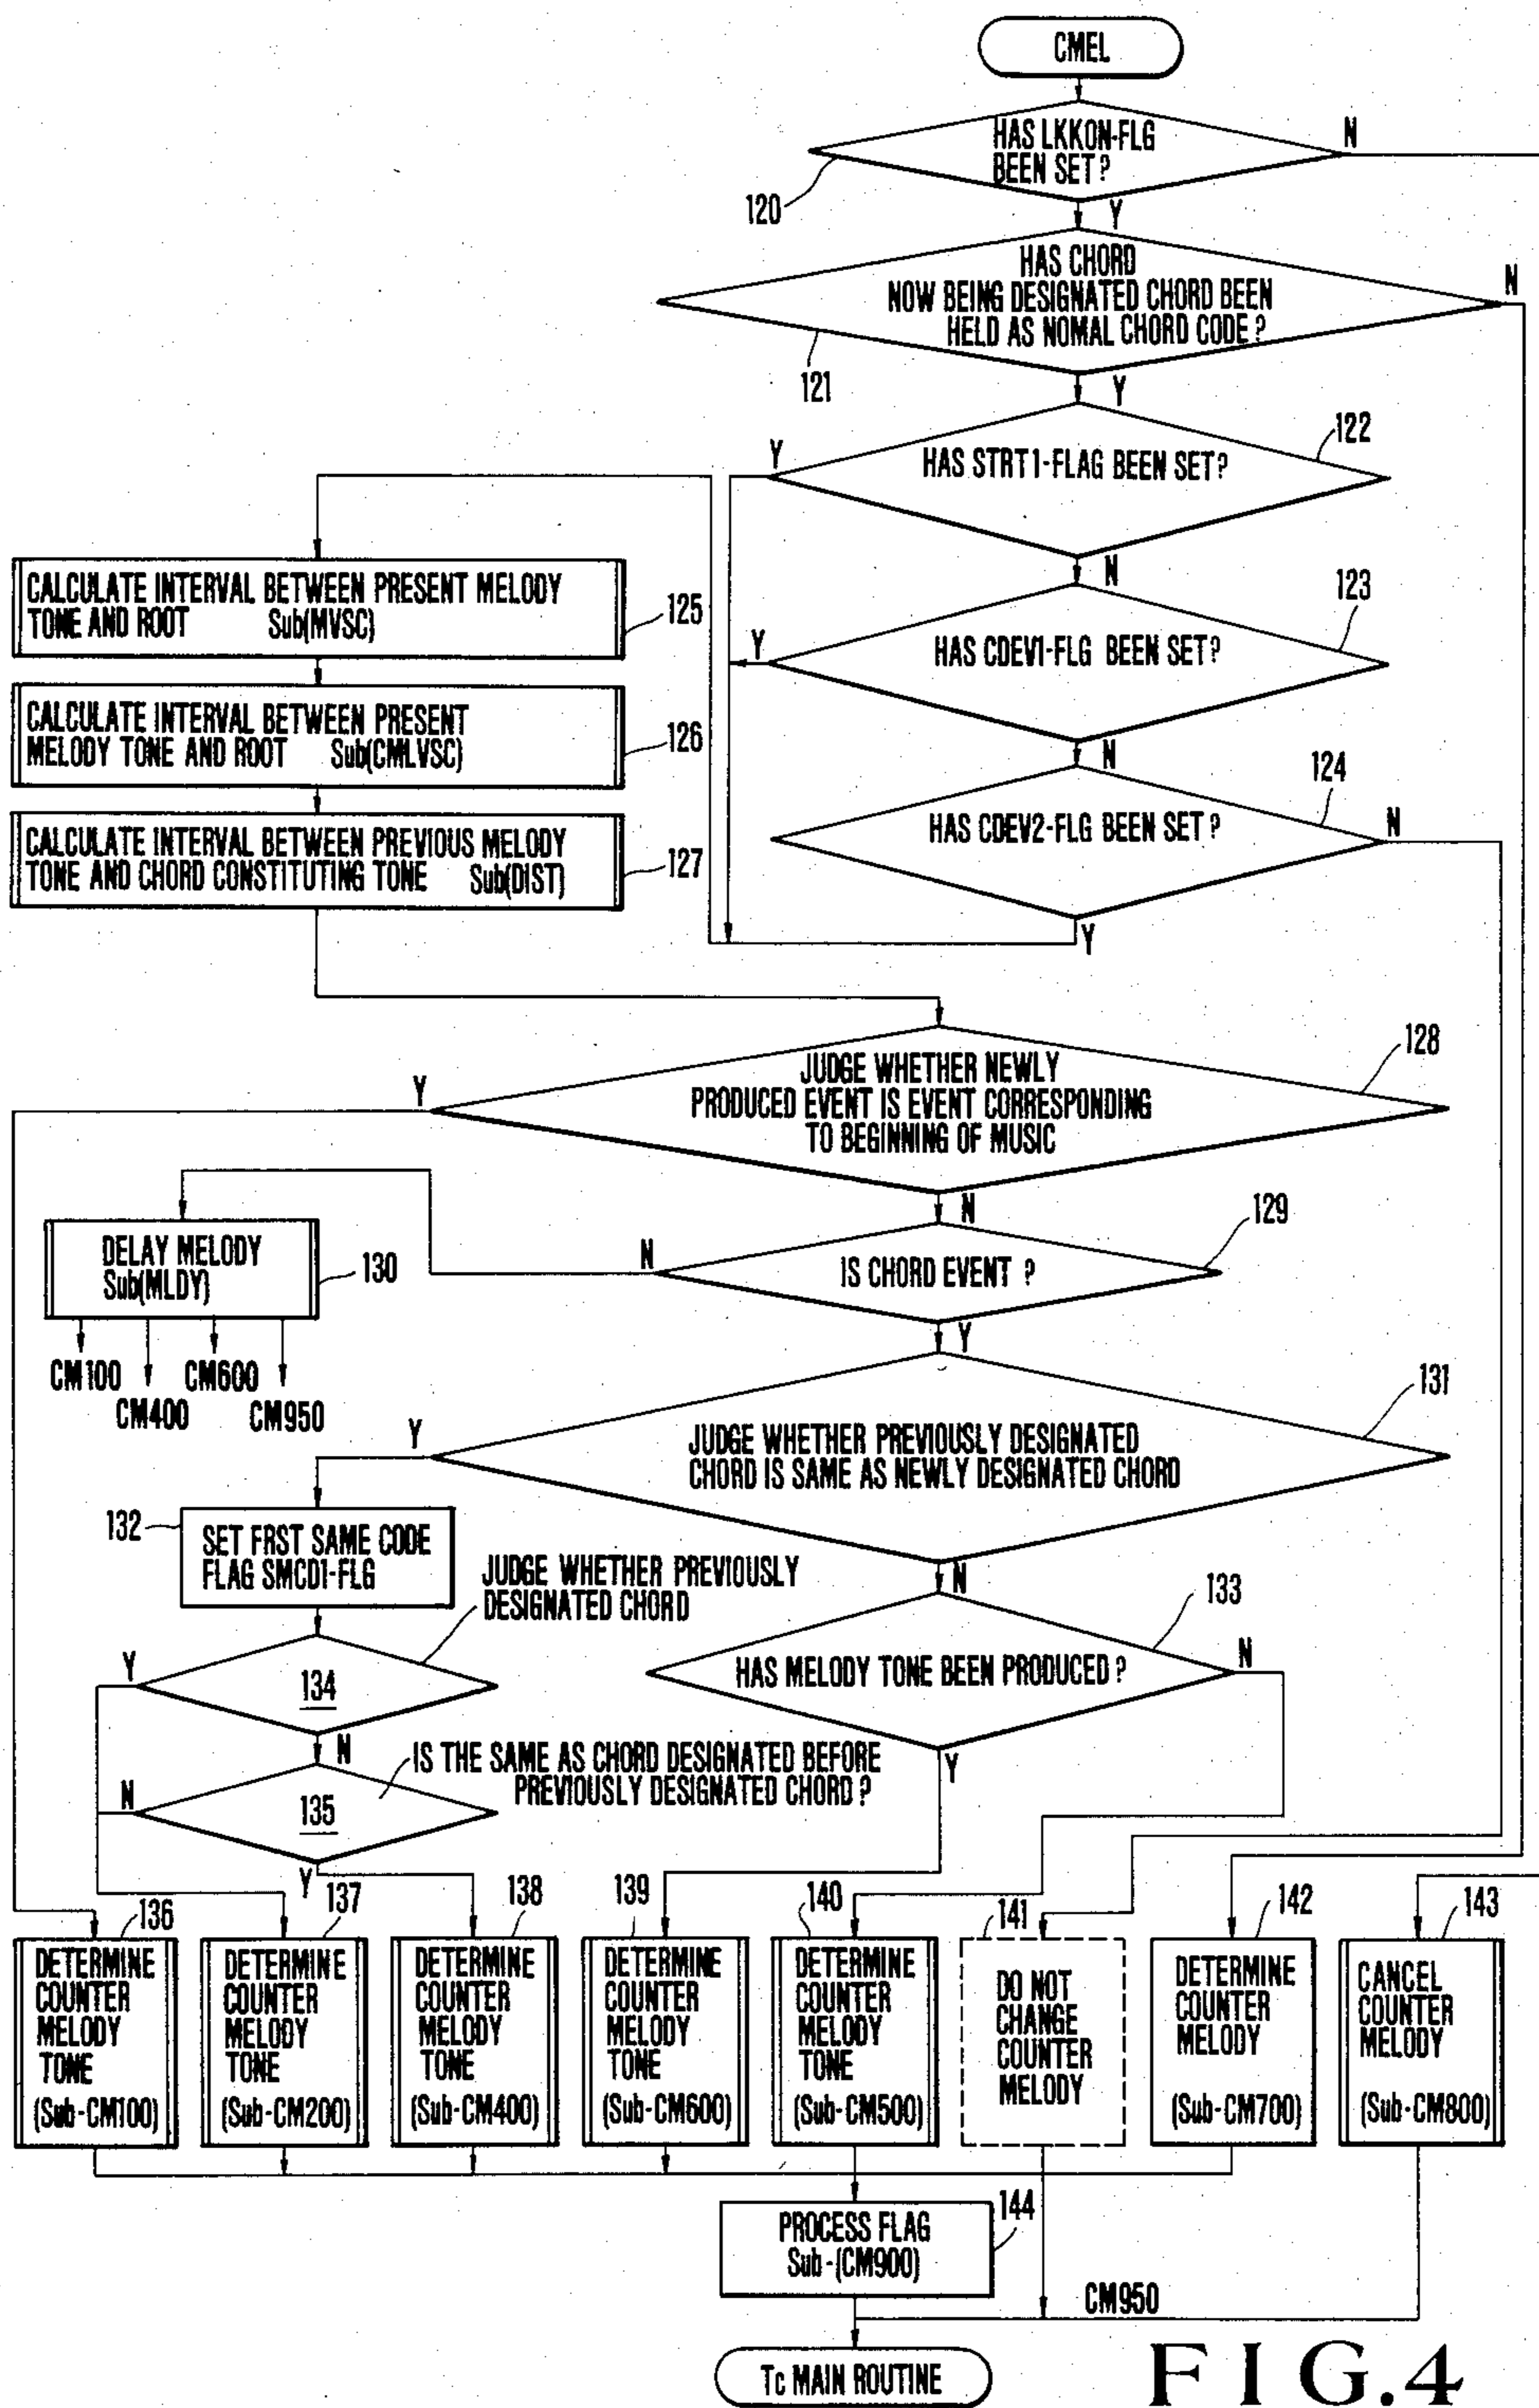 CMEL
HAS LKKON-FLG
BEEN SET?
N
120
Y
HAS CHORD
NOW BEING DESIGNATED CHORD BEEN
HELD AS NOMAL CHORD CODE?
N
121
Y
122
HAS STRT1-FLAG BEEN SET?
Y
N
123
HAS CDEV1-FLG BEEN SET?
Y
N
124
HAS CDEV2-FLG BEEN SET?
N
Y
CALCULATE INTERVAL BETWEEN PRESENT MELODY
TONE AND ROOT Sub(MVSC)
125
CALCULATE INTERVAL BETWEEN PRESENT
MELODY TONE AND ROOT Sub(CMLVSC)
126
CALCULATE INTERVAL BETWEEN PREVIOUS MELODY
TONE AND CHORD CONSTITUTING TONE Sub(DIST)
127
128
JUDGE WHETHER NEWLY
PRODUCED EVENT IS EVENT CORRESPONDING
TO BEGINNING OF MUSIC
Y
N
129
IS CHORD EVENT ?
N
Y
DELAY MELODY
Sub(MLDY)
130
CM100 CM600
CM400 CM950
131
JUDGE WHETHER PREVIOUSLY DESIGNATED
CHORD IS SAME AS NEWLY DESIGNATED CHORD
Y
N
132
SET FRST SAME CODE
FLAG SMCD1-FLG
JUDGE WHETHER PREVIOUSLY
DESIGNATED CHORD
133
HAS MELODY TONE BEEN PRODUCED ?
N
Y
Y
134
N
IS THE SAME AS CHORD DESIGNATED BEFORE
PREVIOUSLY DESIGNATED CHORD ?
N
135
Y
136
DETERMINE
COUNTER
MELODY
TONE
(Sub-CM100)
137
DETERMINE
COUNTER
MELODY
TONE
(Sub-CM200)
138
DETERMINE
COUNTER
MELODY
TONE
(Sub-CM400)
139
DETERMINE
COUNTER
MELODY
TONE
(Sub-CM600)
140
DETERMINE
COUNTER
MELODY
TONE
(Sub-CM500)
141
DO NOT
CHANGE
COUNTER
MELODY
142
DETERMINE
COUNTER
MELODY
(Sub-CM700)
143
CANCEL
COUNTER
MELODY
(Sub-CM800)
144
PROCESS FLAG
Sub-(CM900)
CM950
Tc MAIN ROUTINE
FIG.4